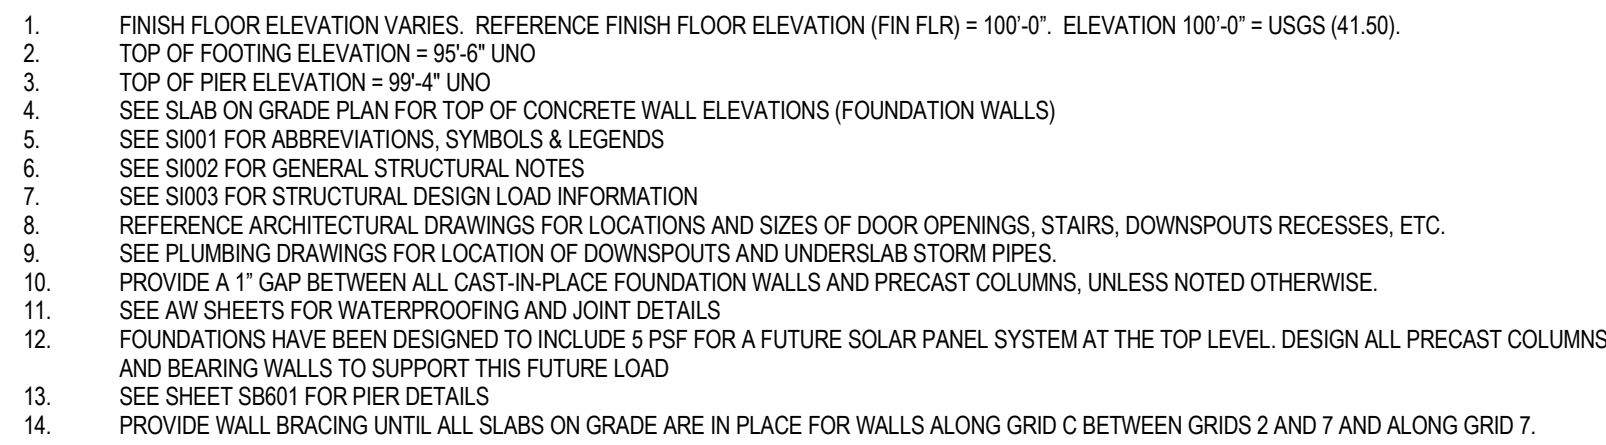 1. FINISH FLOOR ELEVATION VARIES. REFERENCE FINISH FLOOR ELEVATION (FIN FLR) = 100’-0”. ELEVATION 100’-0” = USGS (41.50).
2. TOP OF FOOTING ELEVATION = 95'-6" UNO
3. TOP OF PIER ELEVATION = 99'-4" UNO
4. SEE SLAB ON GRADE PLAN FOR TOP OF CONCRETE WALL ELEVATIONS (FOUNDATION WALLS)
5. SEE SI001 FOR ABBREVIATIONS, SYMBOLS & LEGENDS
6. SEE SI002 FOR GENERAL STRUCTURAL NOTES
7. SEE SI003 FOR STRUCTURAL DESIGN LOAD INFORMATION
8. REFERENCE ARCHITECTURAL DRAWINGS FOR LOCATIONS AND SIZES OF DOOR OPENINGS, STAIRS, DOWNSPOUTS RECESSES, ETC.
9. SEE PLUMBING DRAWINGS FOR LOCATION OF DOWNSPOUTS AND UNDERSLAB STORM PIPES.
10. PROVIDE A 1” GAP BETWEEN ALL CAST-IN-PLACE FOUNDATION WALLS AND PRECAST COLUMNS, UNLESS NOTED OTHERWISE.
11. SEE AW SHEETS FOR WATERPROOFING AND JOINT DETAILS
12. FOUNDATIONS HAVE BEEN DESIGNED TO INCLUDE 5 PSF FOR A FUTURE SOLAR PANEL SYSTEM AT THE TOP LEVEL. DESIGN ALL PRECAST COLUMNS
AND BEARING WALLS TO SUPPORT THIS FUTURE LOAD
13. SEE SHEET SB601 FOR PIER DETAILS
14. PROVIDE WALL BRACING UNTIL ALL SLABS ON GRADE ARE IN PLACE FOR WALLS ALONG GRID C BETWEEN GRIDS 2 AND 7 AND ALONG GRID 7.